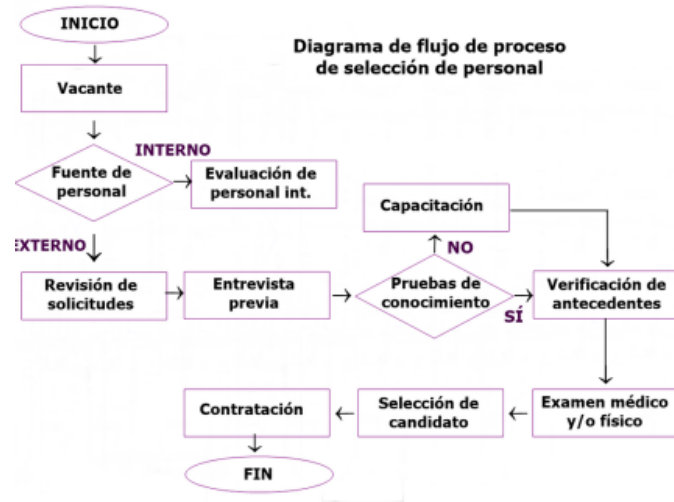 INICIO
Diagrama de flujo de proceso
de selección de personal
Vacante
INTERNO
Fuente de
personal
Evaluación de
personal int.
Capacitación
EXTERNO
NO
Revisión de
solicitudes
Entrevista
previa
Pruebas de
conocimiento
SÍ
Verificación de
antecedentes
Contratación
Selección de
candidato
Examen médico
y/o físico
FIN